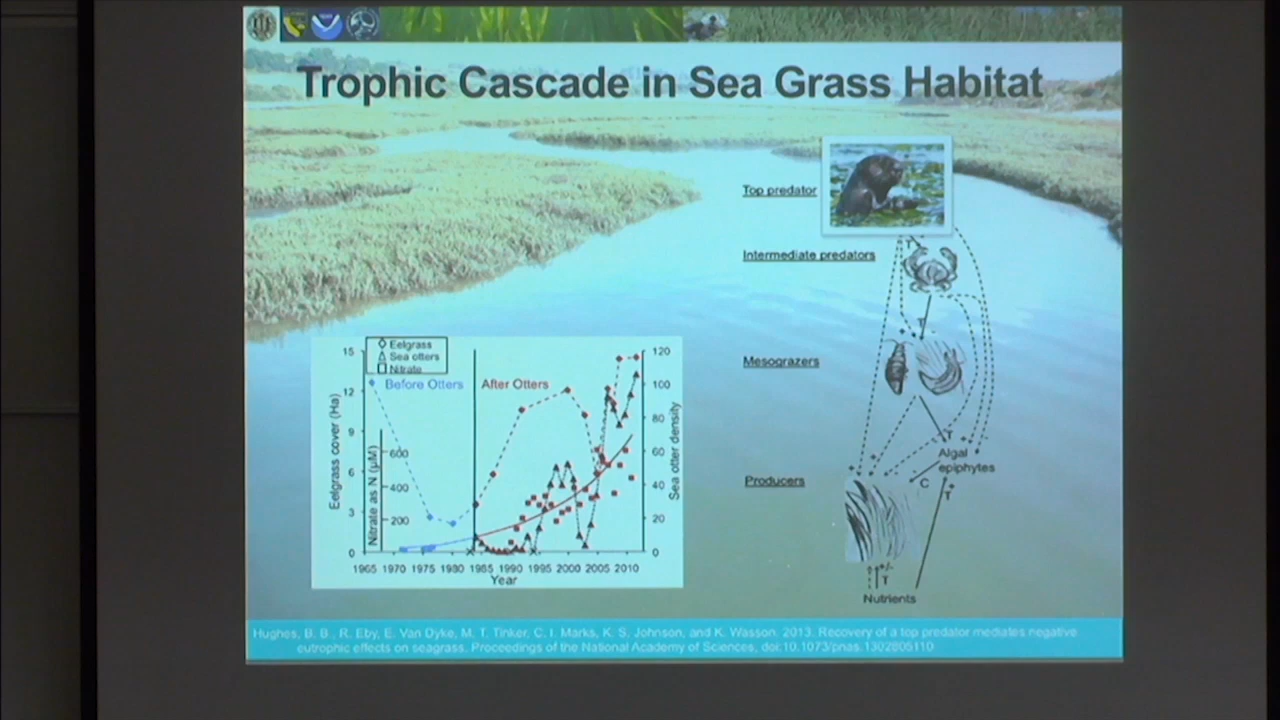 Trophic Cascade in Sea Grass Habitat
Top predator
Intermediate predators
T
T
Mesograzers
T
Algal
epiphytes
Producers
C
T
+/-
T
Nutrients
Eelgrass
Sea otters
Nitrate
Before Otters
After Otters
Eelgrass cover (Ha)
15
12
9
6
3
0
Nitrate as N (µM)
600
400
200
120
100
80
60
40
20
0
Sea otter density
1965 1970 1975 1980 1985 1990 1995 2000 2005 2010
Year
Hughes, B. B., R. Eby, E. Van Dyke, M. T. Tinker, C. I. Marks, K. S. Johnson, and K. Wasson. 2013. Recovery of a top predator mediates negative
eutrophic effects on seagrass. Proceedings of the National Academy of Sciences, doi:10.1073/pnas.1302805110